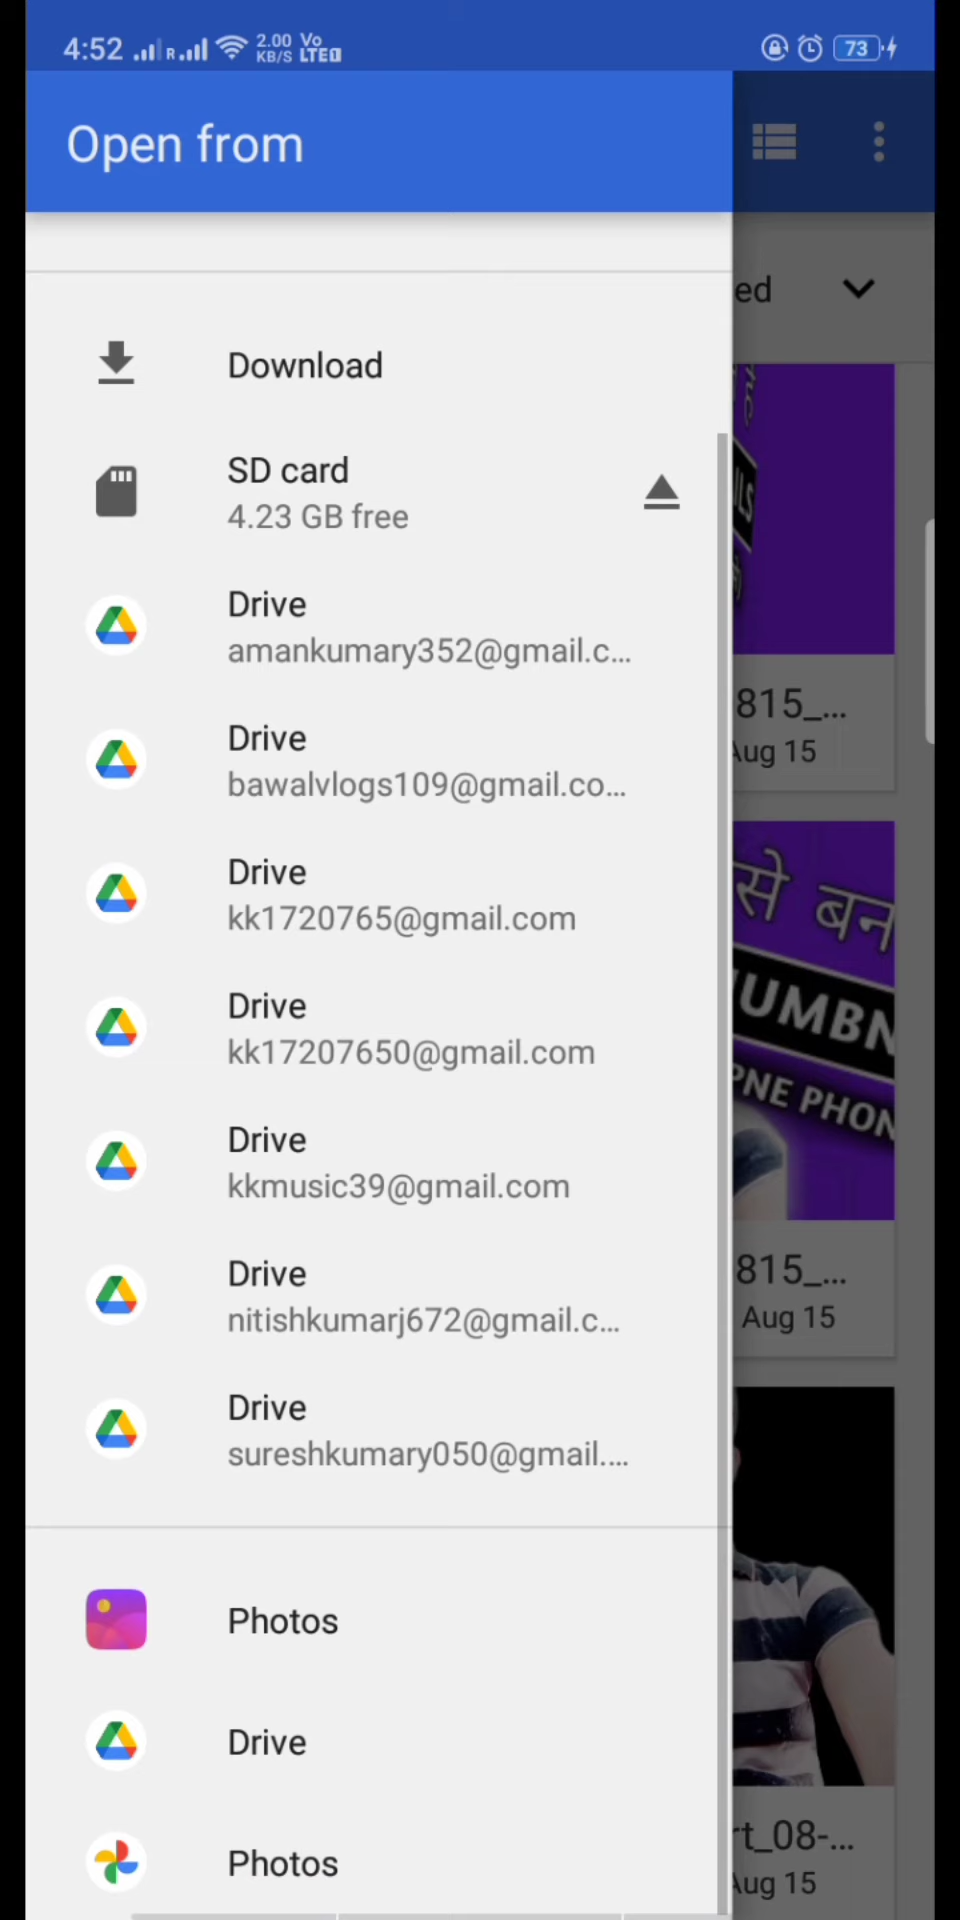 4:52 R 2.00 KB/S Vo LTE 73
Open from
ed
Download
SD card
4.23 GB free
Drive
amankumary352@gmail.c...
815_...
Aug 15
Drive
bawalvlogs109@gmail.co...
Drive
kk1720765@gmail.com
से बन
UMBN
Drive
kk17207650@gmail.com
PNE PHON
Drive
kkmusic39@gmail.com
Drive
nitishkumarj672@gmail.c...
815_...
Aug 15
Drive
sureshkumary050@gmail....
Photos
Drive
Photos
rt_08-...
Aug 15